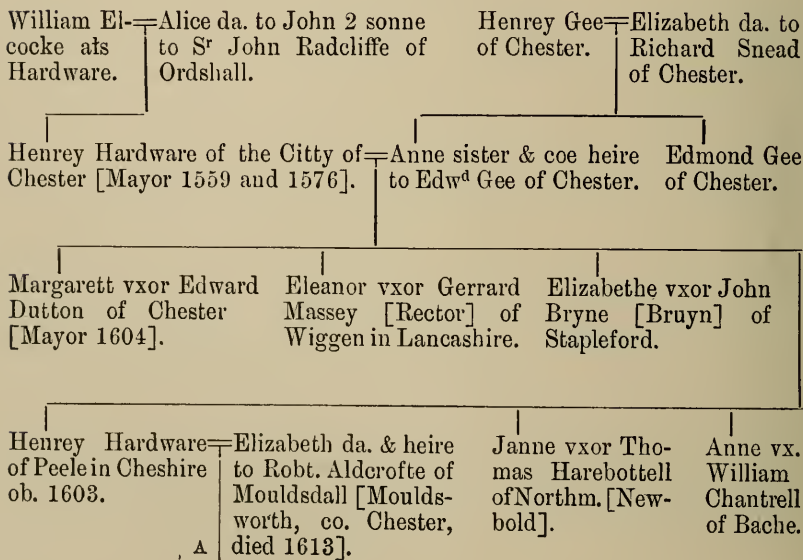 William El-
cocke als
Hardware.
Alice da. to John 2 sonne
to Sr John Radcliffe of
Ordshall.
Henrey Gee
of Chester.
Elizabeth da. to
Richard Snead
of Chester.
Henrey Hardware of the Citty of
Chester [Mayor 1559 and 1576].
Anne sister & coe heire
to Edwd Gee of Chester.
Edmond Gee
of Chester.
Margarett vxor Edward
Dutton of Chester
[Mayor 1604].
Eleanor vxor Gerrard
Massey [Rector] of
Wiggen in Lancashire.
Elizabethe vxor John
Bryne [Bruyn] of
Stapleford.
Henrey Hardware
of Peele in Cheshire
ob. 1603.
Elizabeth da. & heire
to Robt. Aldcrofte of
Mouldsdall [Moulds-
worth, co. Chester,
died 1613].
Janne vxor Tho-
mas Harebottell
of Northm. [New-
bold].
Anne vx.
William
Chantrell
of Bache.
A